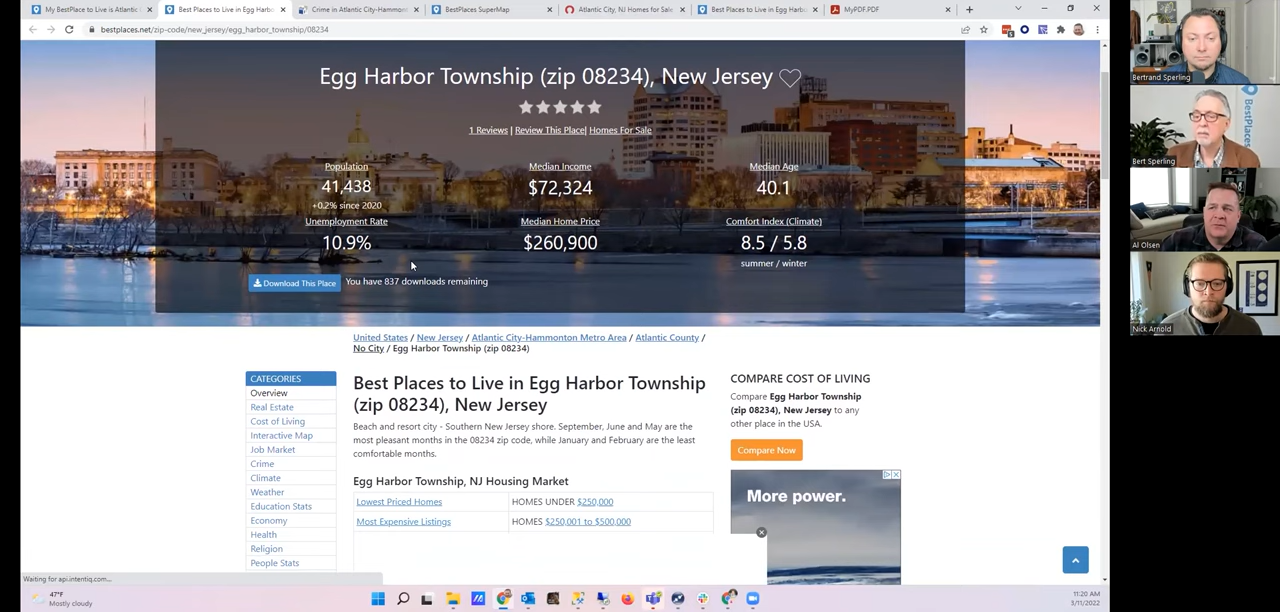 My BestPlace to Live is Atlantic
Best Places to Live in Egg Harbo
Crime in Atlantic City-Hammont
BestPlaces SuperMap
Atlantic City, NJ Homes for Sale
Best Places to Live in Egg Harbo
MyPDF.PDF
bestplaces.net/zip-code/new_jersey/egg_harbor_township/08234
Egg Harbor Township (zip 08234), New Jersey
1 Reviews | Review This Place| Homes For Sale
Population
Median Income
Median Age
41,438
$72,324
40.1
+0.2% since 2020
Unemployment Rate
Median Home Price
Comfort Index (Climate)
10.9%
$260,900
8.5 / 5.8
summer / winter
Download This Place
You have 837 downloads remaining
United States / New Jersey / Atlantic City-Hammonton Metro Area / Atlantic County /
No City / Egg Harbor Township (zip 08234)
CATEGORIES
Overview
Real Estate
Cost of Living
Interactive Map
Job Market
Crime
Climate
Weather
Education Stats
Economy
Health
Religion
People Stats
Best Places to Live in Egg Harbor Township
(zip 08234), New Jersey
Beach and resort city - Southern New Jersey shore. September, June and May are the
most pleasant months in the 08234 zip code, while January and February are the least
comfortable months.
Egg Harbor Township, NJ Housing Market
Lowest Priced Homes
HOMES UNDER $250,000
Most Expensive Listings
HOMES $250,001 to $500,000
COMPARE COST OF LIVING
Compare Egg Harbor Township
(zip 08234), New Jersey to any
other place in the USA.
Compare Now
More power.
Waiting for api.intentiq.com...
47°F
Mostly cloudy
11:20 AM
3/11/2022
Bertrand Sperling
BestPlaces
Bert Sperling
Al Olsen
Nick Arnold